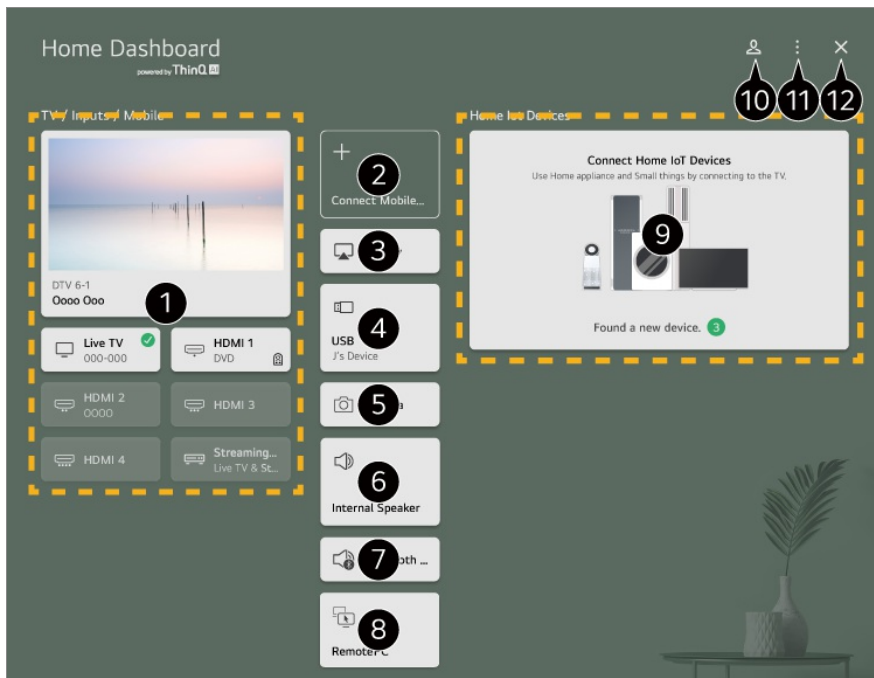 Home Dashboard
powered by ThinQ AI
10
11
12
TV / Inputs / Mobile
DTV 6-1
Oooo Ooo
1
Live TV
000-000
HDMI 1
DVD
HDMI 2
0000
HDMI 3
HDMI 4
Streaming...
Live TV & St...
2
Connect Mobile...
3
4
USB
J's Device
5
6
Internal Speaker
7
8
Home Iot Devices
Connect Home IoT Devices
Use Home appliance and Small things by connecting to the TV.
9
Found a new device. 3